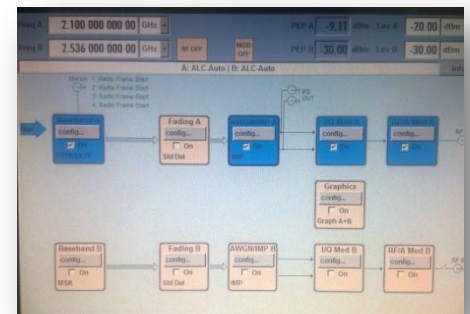 Freq A 2.100 000 000 00 GHz PEP A -9.11 dBm Lev A -20.00 dBm
Freq B 2.536 000 000 00 GHz RF OFF MOD OFF PEP B -30.00 dBm Lev B -30.00 dBm
A: ALC-Auto | B: ALC-Auto
Marker 1: Radio Frame Start
2: Radio Frame Start
3: Radio Frame Start
4: Radio Frame Start
I/Q
OUT
Baseband A Fading A AWGN/IMP A I/Q Mod A RF/A Mod A
config... config... config... config... config...
On On On On On
Std Del IMP
Graphics
config...
On
Graph A+B
Baseband B Fading B AWGN/IMP B I/Q Mod B RF/A Mod B
config... config... config... config... config...
On On On On On
MSK Std Del IMP